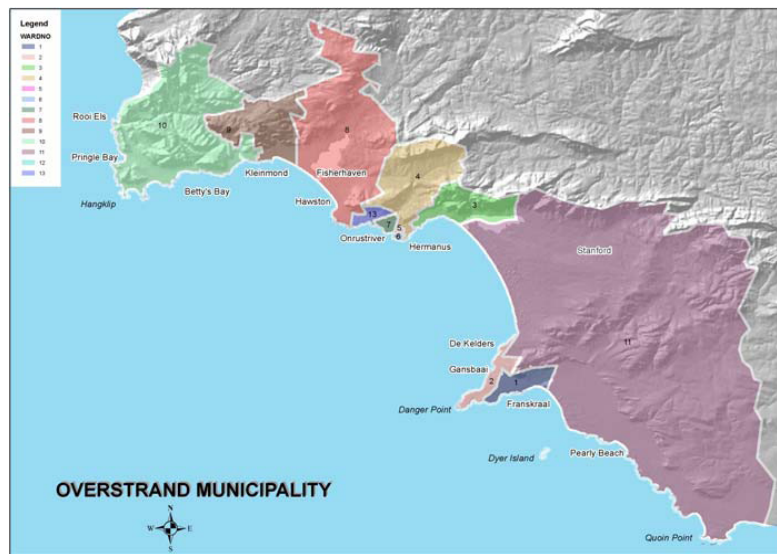 Legend
WARDNO
1
2
3
4
5
6
7
8
9
10
11
12
13
Rooi Els
10
9
8
Pringle Bay
Kleinmond
Fisherhaven
4
Betty's Bay
Hangklip
Hawston
3
13
7
5
6
Onrustriver
Hermanus
Stanford
De Kelders
11
Gansbaai
2
1
Danger Point
Franskraal
Dyer Island
Pearly Beach
OVERSTRAND MUNICIPALITY
N
W
E
S
Quoin Point